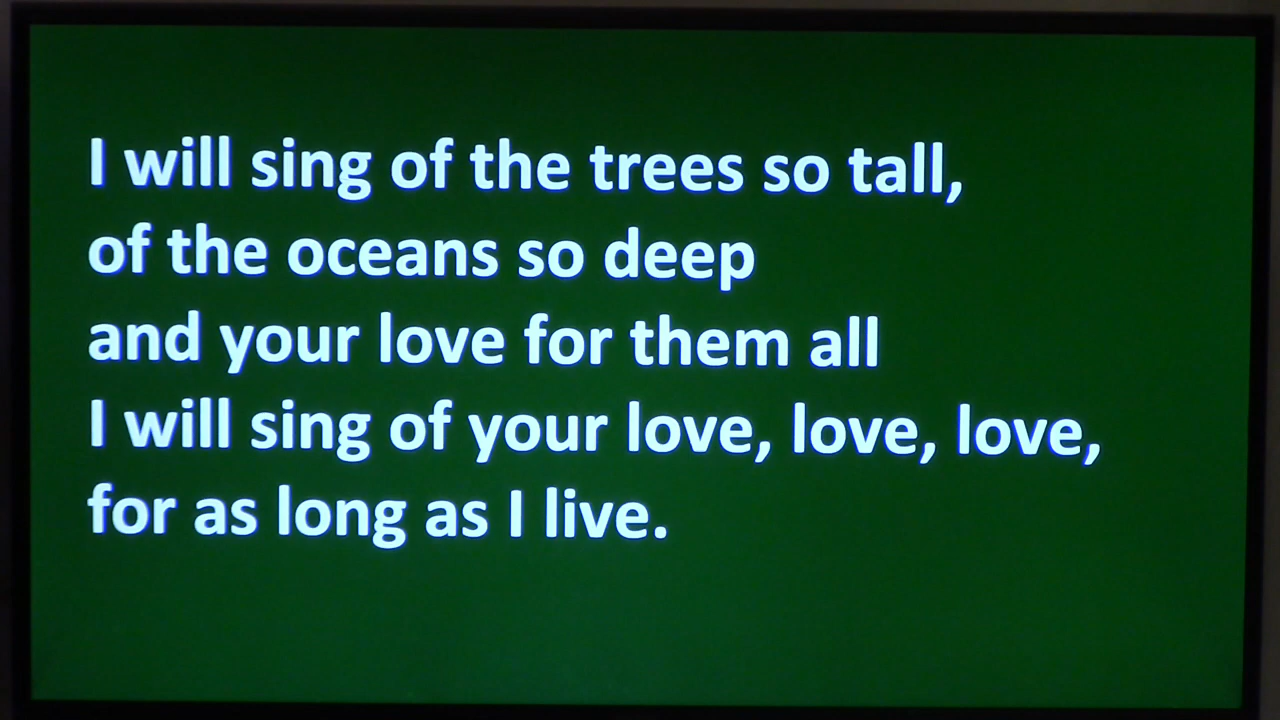 I will sing of the trees so tall,
of the oceans so deep
and your love for them all
I will sing of your love, love, love,
for as long as I live.